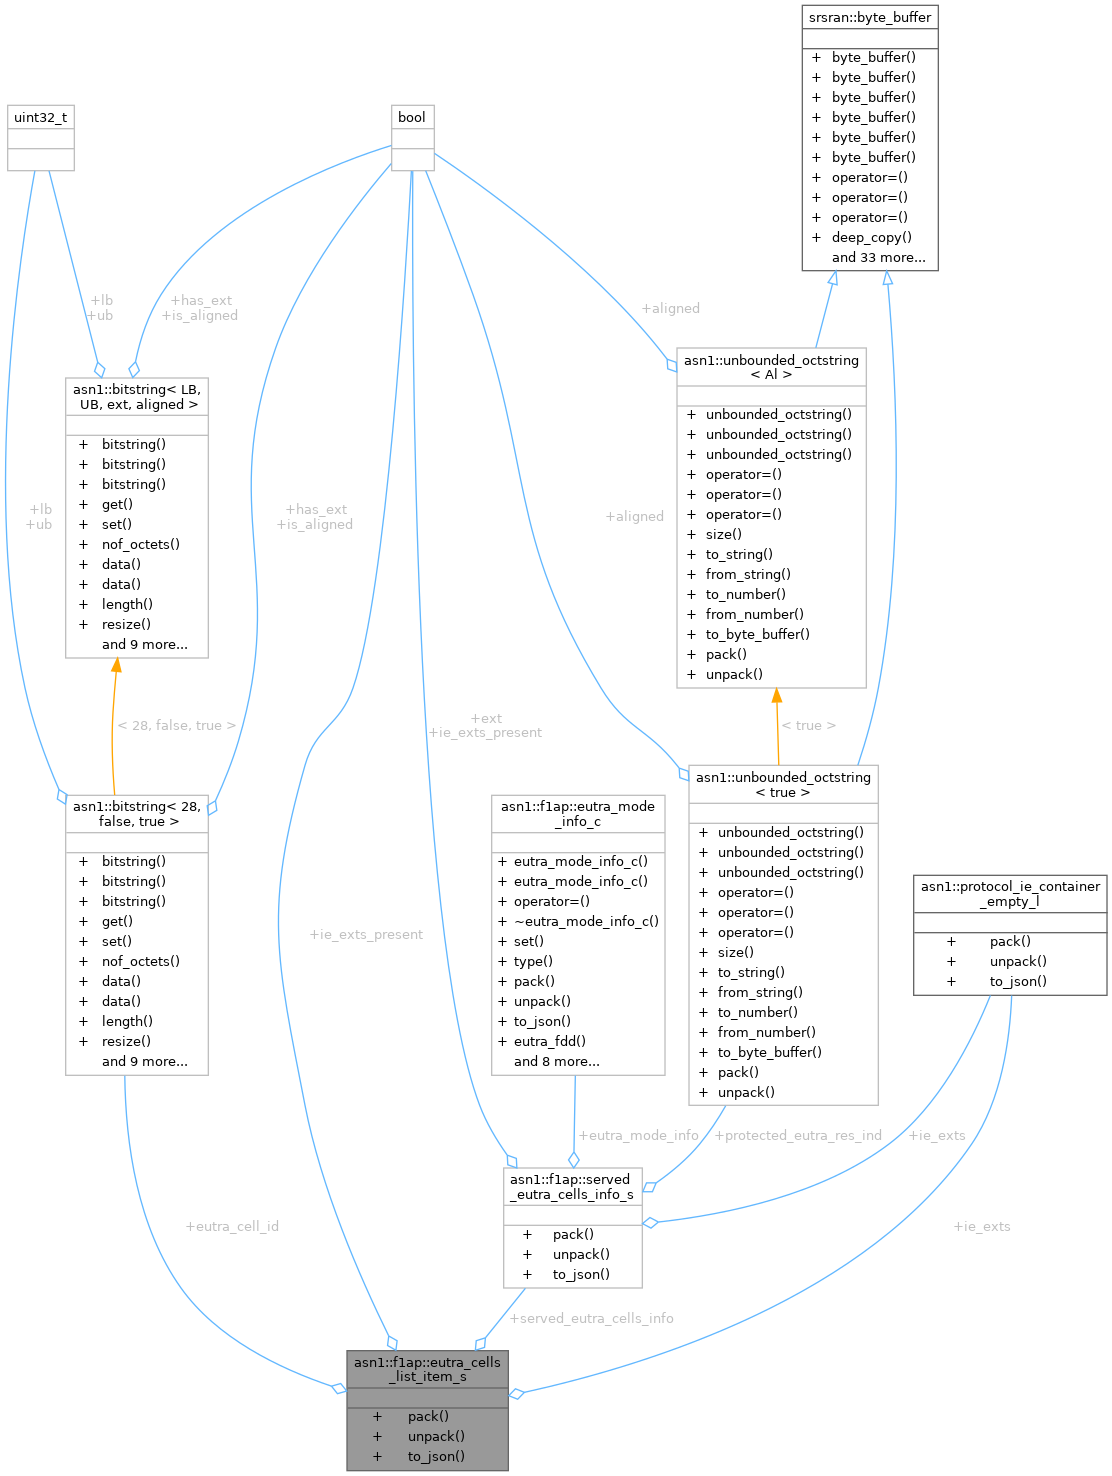 srsran::byte_buffer
+ byte_buffer()
+ byte_buffer()
+ byte_buffer()
+ byte_buffer()
+ byte_buffer()
+ byte_buffer()
+ operator=()
+ operator=()
+ operator=()
+ deep_copy()
and 33 more...
uint32_t
bool
+lb
+ub
+has_ext
+is_aligned
+aligned
asn1::bitstring< LB,
UB, ext, aligned >
+ bitstring()
+ bitstring()
+ bitstring()
+ get()
+ set()
+ nof_octets()
+ data()
+ data()
+ length()
+ resize()
and 9 more...
asn1::unbounded_octstring
< Al >
+ unbounded_octstring()
+ unbounded_octstring()
+ unbounded_octstring()
+ operator=()
+ operator=()
+ operator=()
+ size()
+ to_string()
+ from_string()
+ to_number()
+ from_number()
+ to_byte_buffer()
+ pack()
+ unpack()
+lb
+ub
+has_ext
+is_aligned
+aligned
< 28, false, true >
+ext
+ie_exts_present
< true >
asn1::bitstring< 28,
false, true >
+ bitstring()
+ bitstring()
+ bitstring()
+ get()
+ set()
+ nof_octets()
+ data()
+ data()
+ length()
+ resize()
and 9 more...
+ie_exts_present
asn1::f1ap::eutra_mode
_info_c
+ eutra_mode_info_c()
+ eutra_mode_info_c()
+ operator=()
+ ~eutra_mode_info_c()
+ set()
+ type()
+ pack()
+ unpack()
+ to_json()
+ eutra_fdd()
and 8 more...
asn1::unbounded_octstring
< true >
+ unbounded_octstring()
+ unbounded_octstring()
+ unbounded_octstring()
+ operator=()
+ operator=()
+ operator=()
+ size()
+ to_string()
+ from_string()
+ to_number()
+ from_number()
+ to_byte_buffer()
+ pack()
+ unpack()
asn1::protocol_ie_container
_empty_l
+ pack()
+ unpack()
+ to_json()
+eutra_mode_info
+protected_eutra_res_ind
+ie_exts
asn1::f1ap::served
_eutra_cells_info_s
+ pack()
+ unpack()
+ to_json()
+eutra_cell_id
+ie_exts
+served_eutra_cells_info
asn1::f1ap::eutra_cells
_list_item_s
+ pack()
+ unpack()
+ to_json()